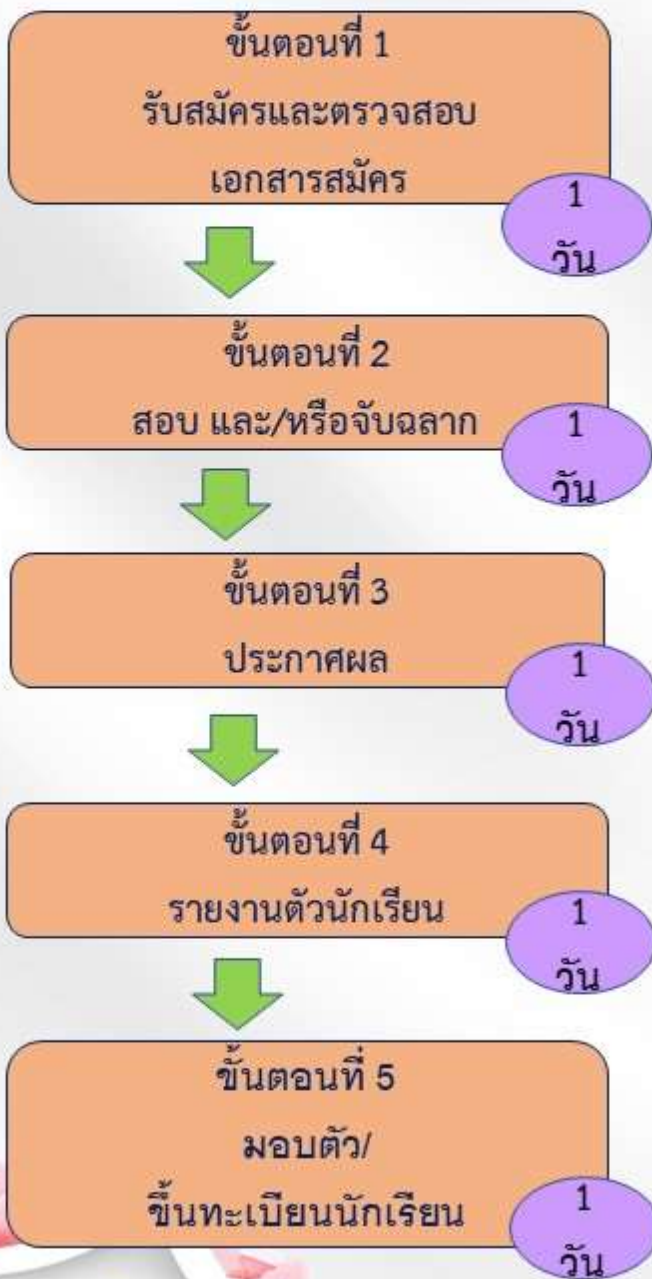 ขั้นตอนที่ 1
รับสมัครและตรวจสอบ
เอกสารสมัคร
1
วัน
ขั้นตอนที่ 2
สอบ และ/หรือจับฉลาก
1
วัน
ขั้นตอนที่ 3
ประกาศผล
1
วัน
ขั้นตอนที่ 4
รายงานตัวนักเรียน
1
วัน
ขั้นตอนที่ 5
มอบตัว/
ขึ้นทะเบียนนักเรียน
1
วัน